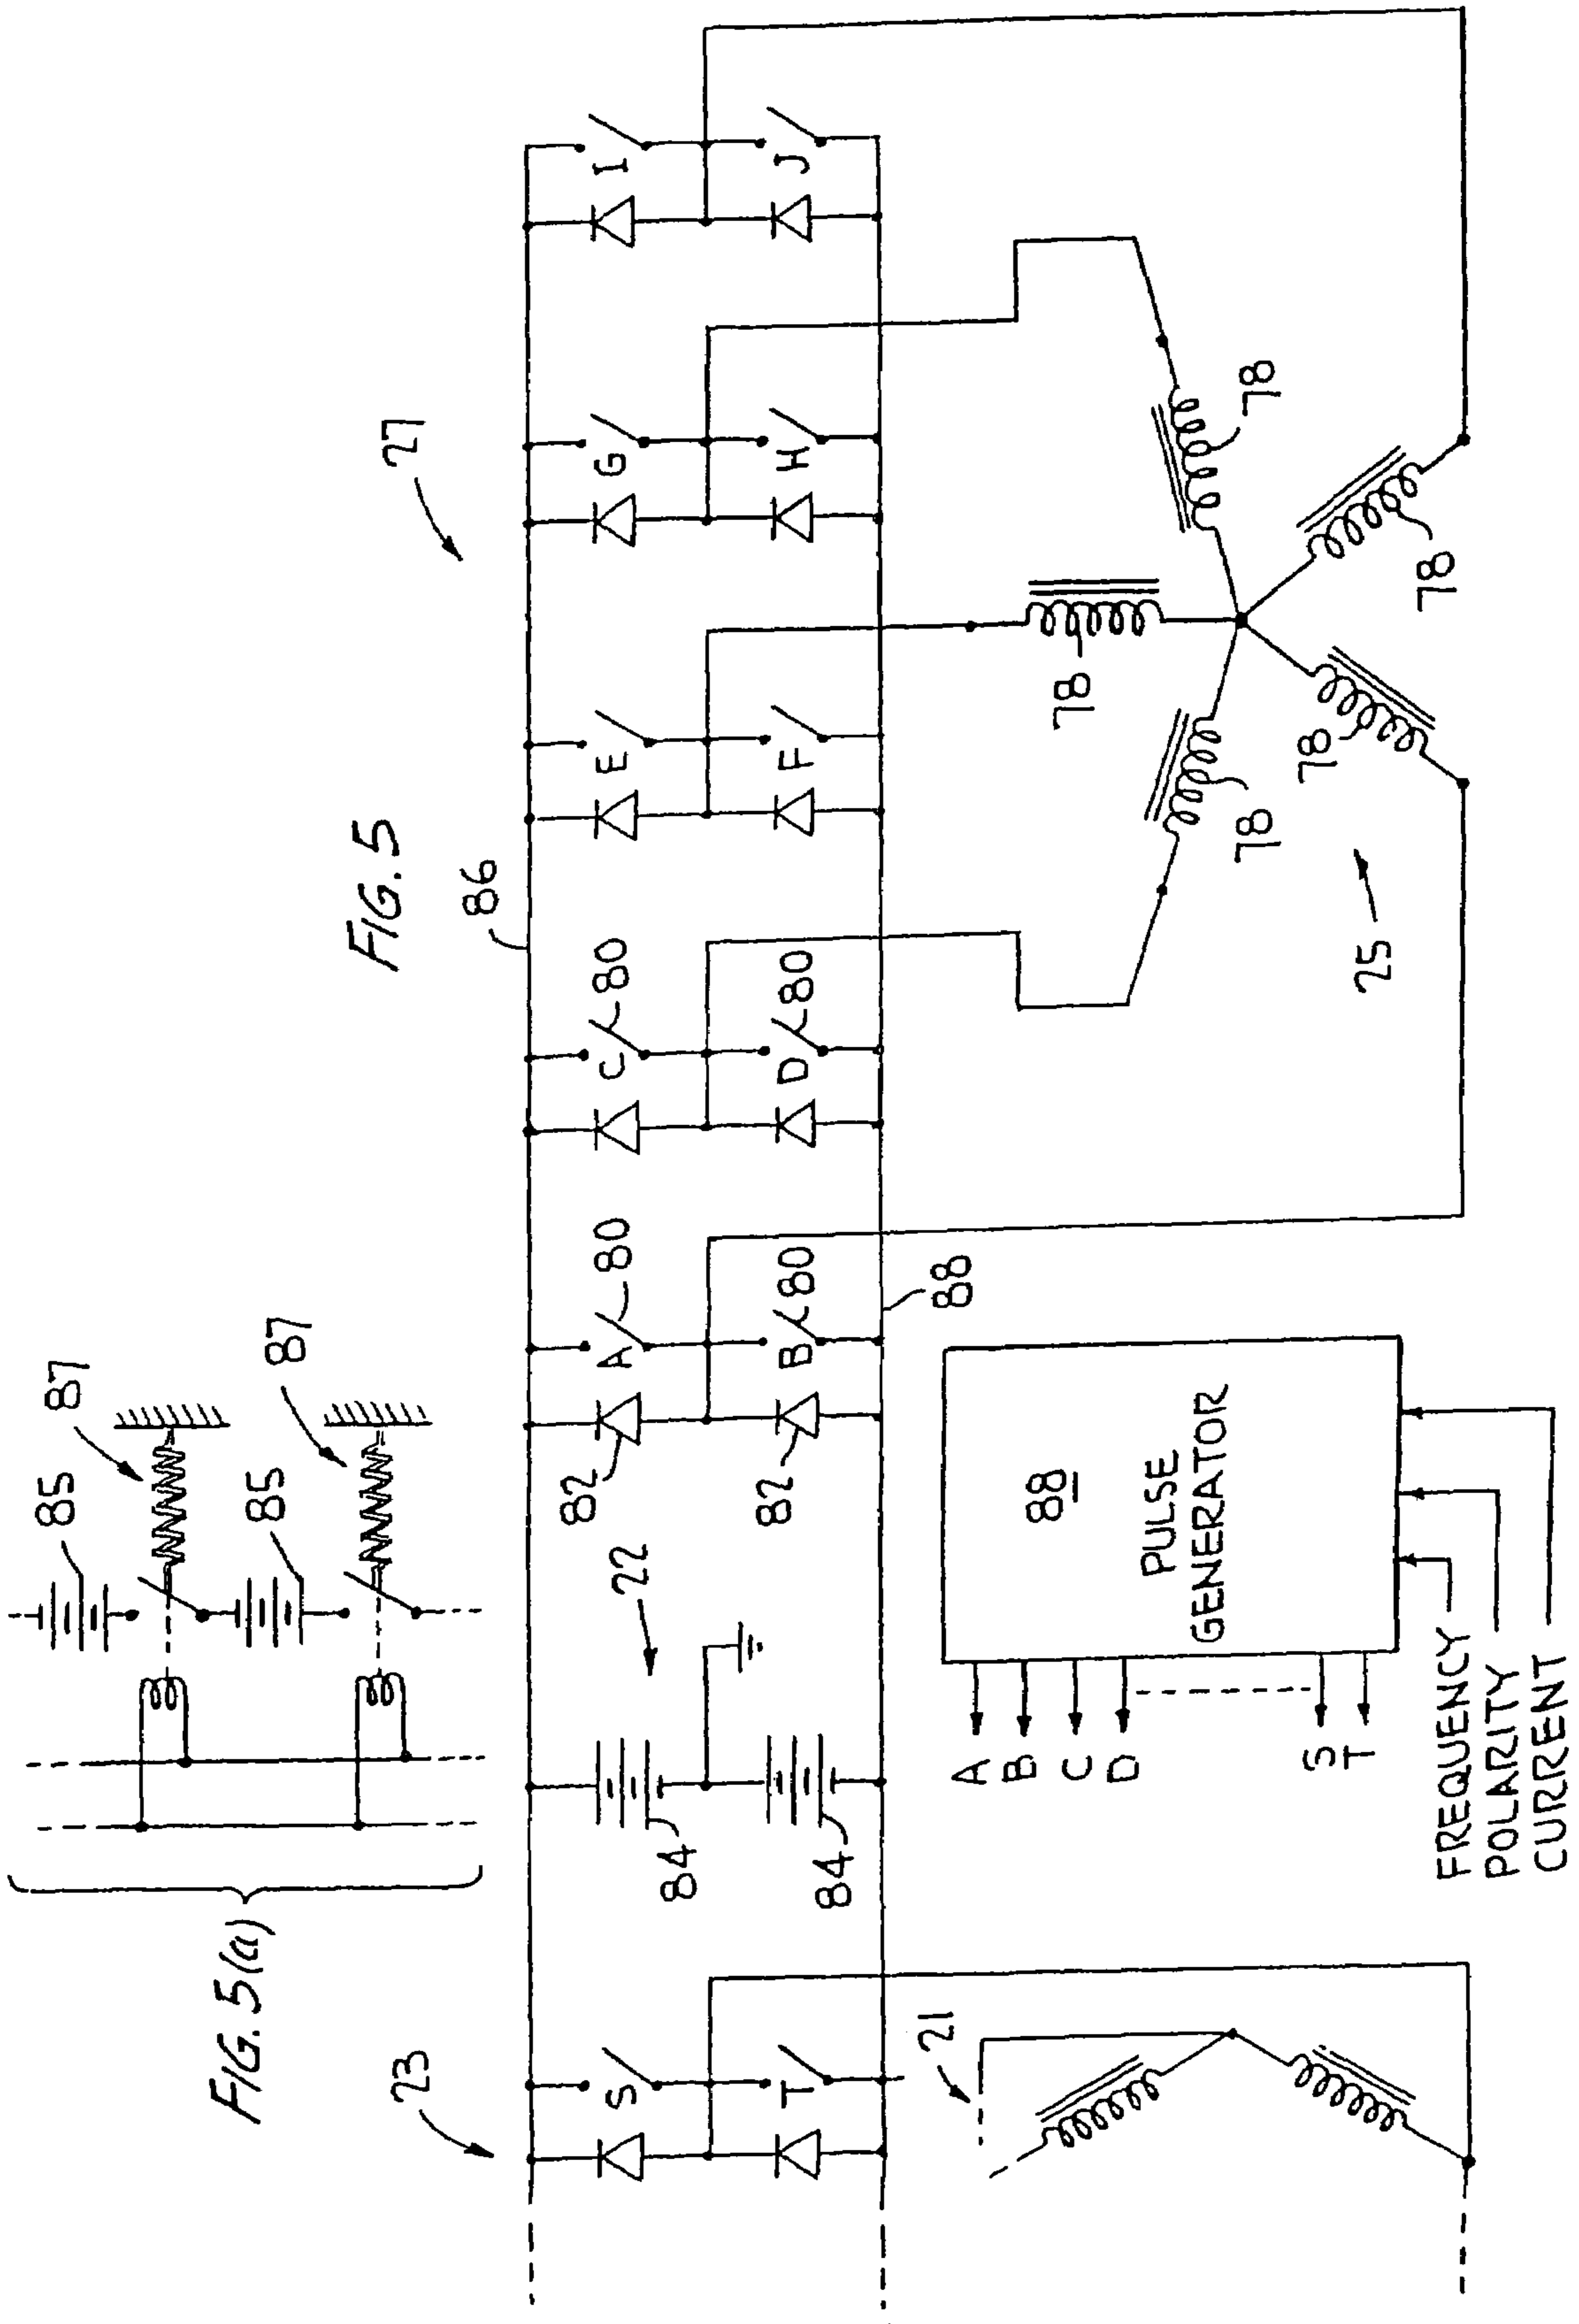 FIG. 5
FIG. 5(a)
85
87
85
87
23
22
86
27
S
T
84
84
82
82
A
80
B
80
C
80
D
80
E
F
G
H
I
J
88
21
A
B
C
D
S
T
88
PULSE
GENERATOR
FREQUENCY
POLARITY
CURRENT
25
78
78
78
78
78